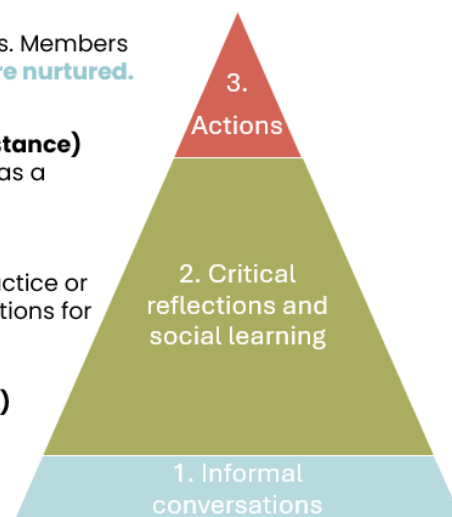 s. Members
re nurtured.
stance)
as a
actice or
tions for
)
3.
Actions
2. Critical
reflections and
social learning
1. Informal
conversations